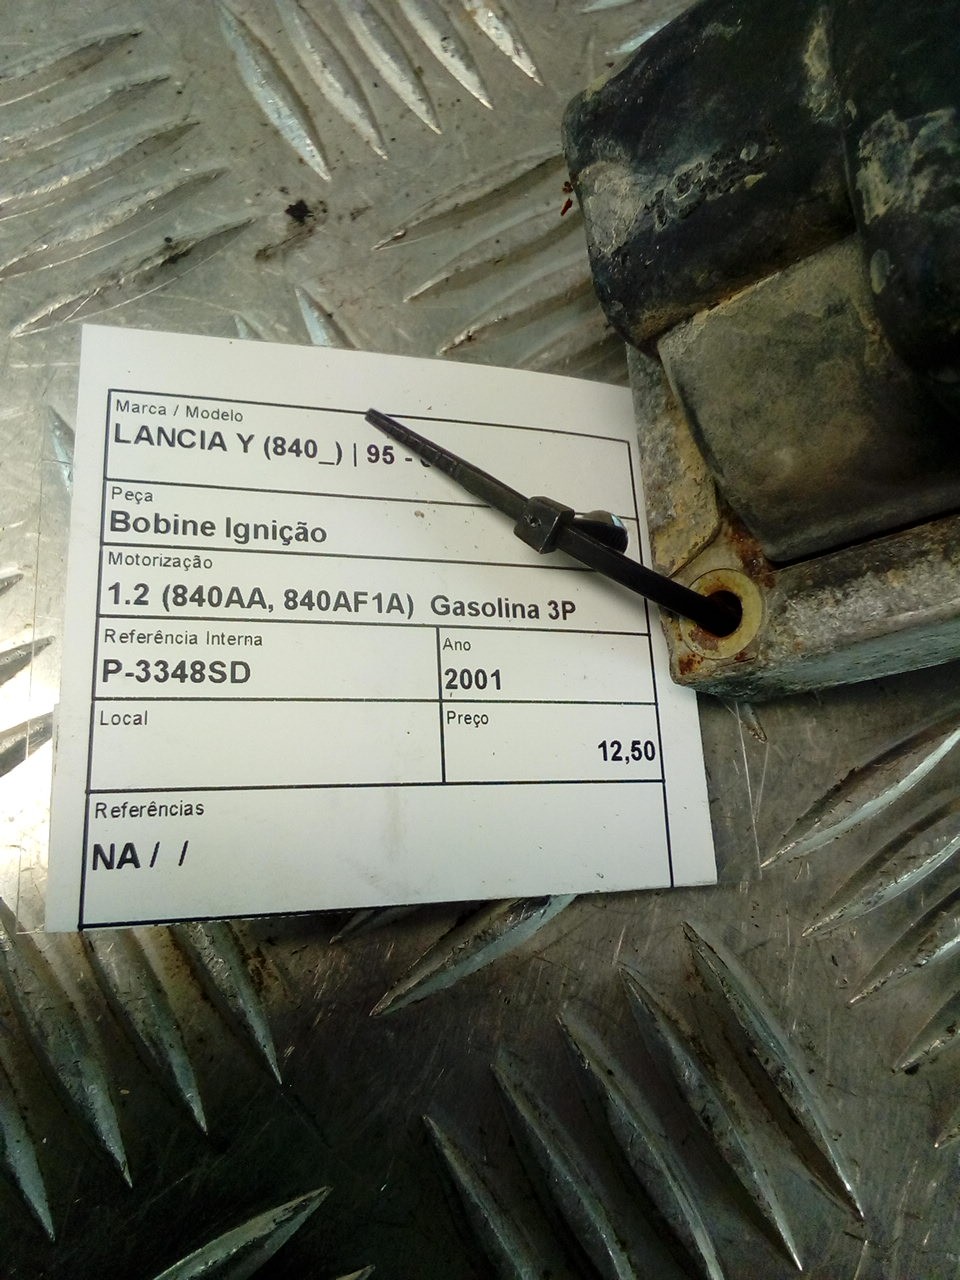 Marca / Modelo
LANCIA Y (840_) | 95 -
Peça
Bobine Ignição
Motorização
1.2 (840AA, 840AF1A) Gasolina 3P
Referência Interna
P-3348SD
Ano
2001
Local
Preço
12,50
Referências
NA / /